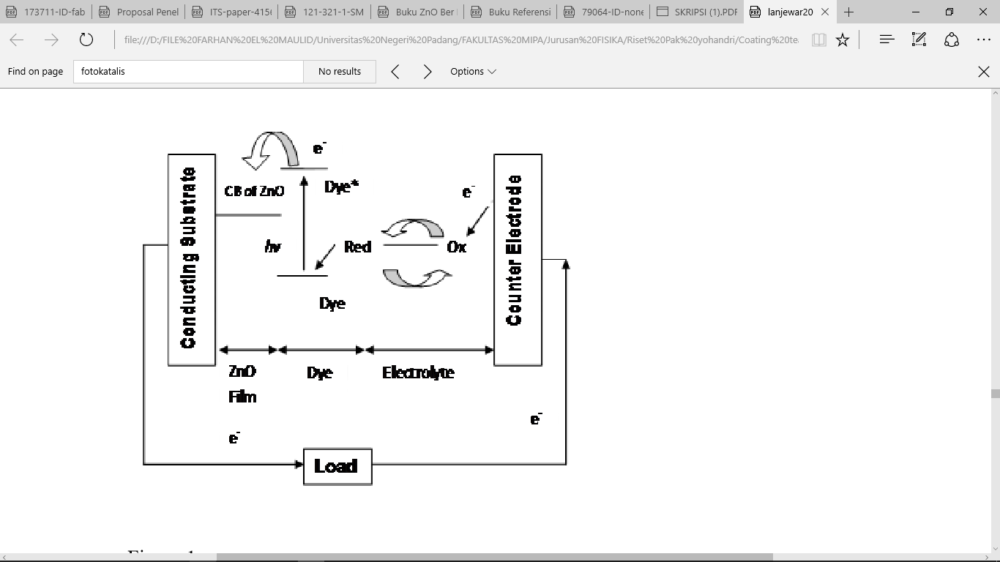 173711-ID-fab
Proposal Penel
ITS-paper-4156
121-321-1-SM
Buku ZnO Ber
Buku Referensi
79064-ID-none
SKRIPSI (1).PDF
lanjewar20
file:///D:/FILE%20FARHAN%20EL%20MAULID/Universitas%20Negeri%20Padang/FAKULTAS%20MIPA/Jurusan%20FISIKA/Riset%20Pak%20yohandri/Coating%20te
Find on page
fotokatalis
No results
Options
e-
Conducting Substrate
CB of ZnO
Dye*
e-
Counter Electrode
hν
Red
Ox
Dye
ZnO
Film
Dye
Electrolyte
e-
e-
Load